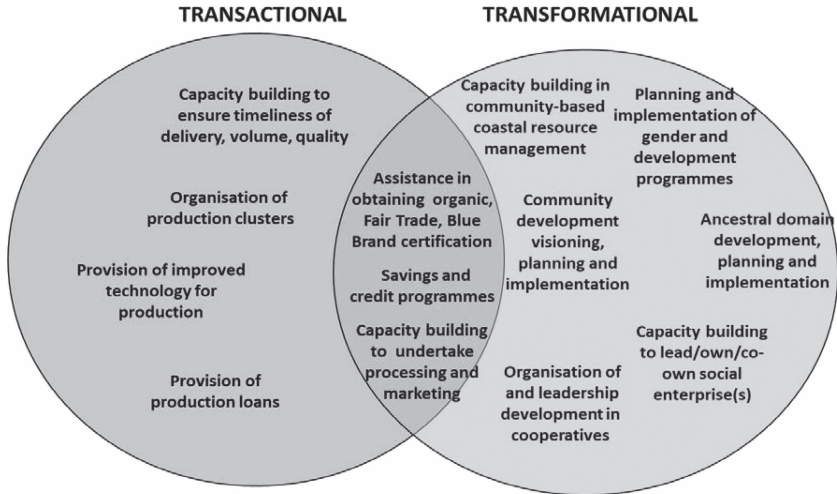 TRANSACTIONAL
TRANSFORMATIONAL
Capacity building to
ensure timeliness of
delivery, volume, quality
Organisation of
production clusters
Provision of improved
technology for
production
Provision of
production loans
Assistance in
obtaining organic,
Fair Trade, Blue
Brand certification
Savings and
credit programmes
Capacity building
to undertake
processing and
marketing
Capacity building in
community-based
coastal resource
management
Planning and
implementation of
gender and
development
programmes
Community
development
visioning,
planning and
implementation
Ancestral domain
development,
planning and
implementation
Organisation of
and leadership
development in
cooperatives
Capacity building
to lead/own/co-
own social
enterprise(s)